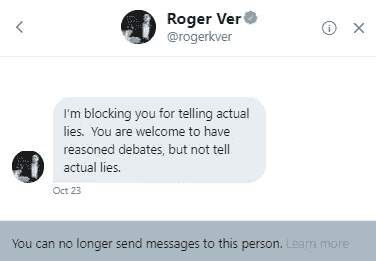 Roger Ver
@rogerkver
I'm blocking you for telling actual
lies.  You are welcome to have
reasoned debates, but not tell
actual lies.
Oct 23
You can no longer send messages to this person. Learn more